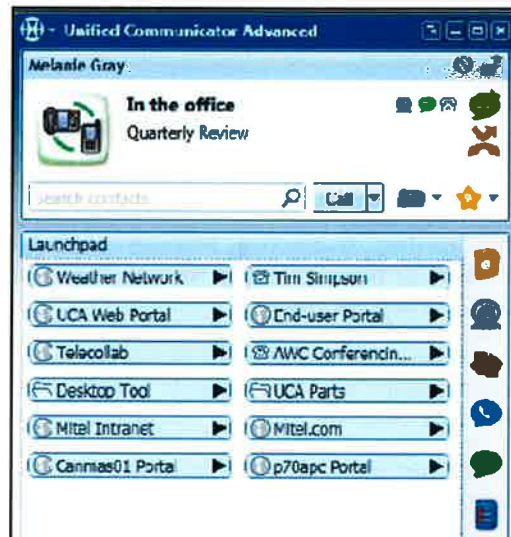 Unified Communicator Advanced
Melanie Gray
In the office
Quarterly Review
Search contacts
Call
Launchpad
Weather Network
Tim Simpson
UCA Web Portal
End-user Portal
Telecollab
AWC Conferencin...
Desktop Tool
UCA Parts
Mitel Intranet
Mitel.com
Canmas01 Portal
p70apc Portal